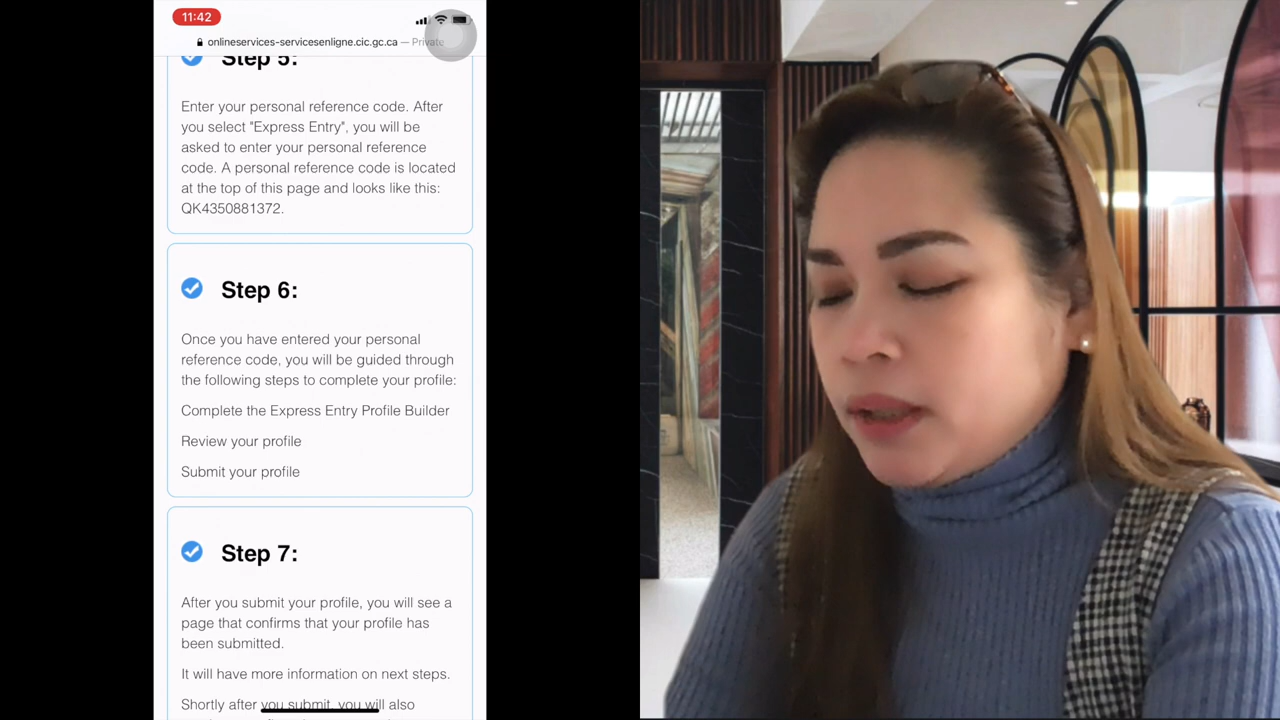 11:42
onlineservices-servicesenligne.cic.gc.ca — Private
Step 5:
Enter your personal reference code. After
you select "Express Entry", you will be
asked to enter your personal reference
code. A personal reference code is located
at the top of this page and looks like this:
QK4350881372.
Step 6:
Once you have entered your personal
reference code, you will be guided through
the following steps to complete your profile:
Complete the Express Entry Profile Builder
Review your profile
Submit your profile
Step 7:
After you submit your profile, you will see a
page that confirms that your profile has
been submitted.
It will have more information on next steps.
Shortly after you submit, you will also